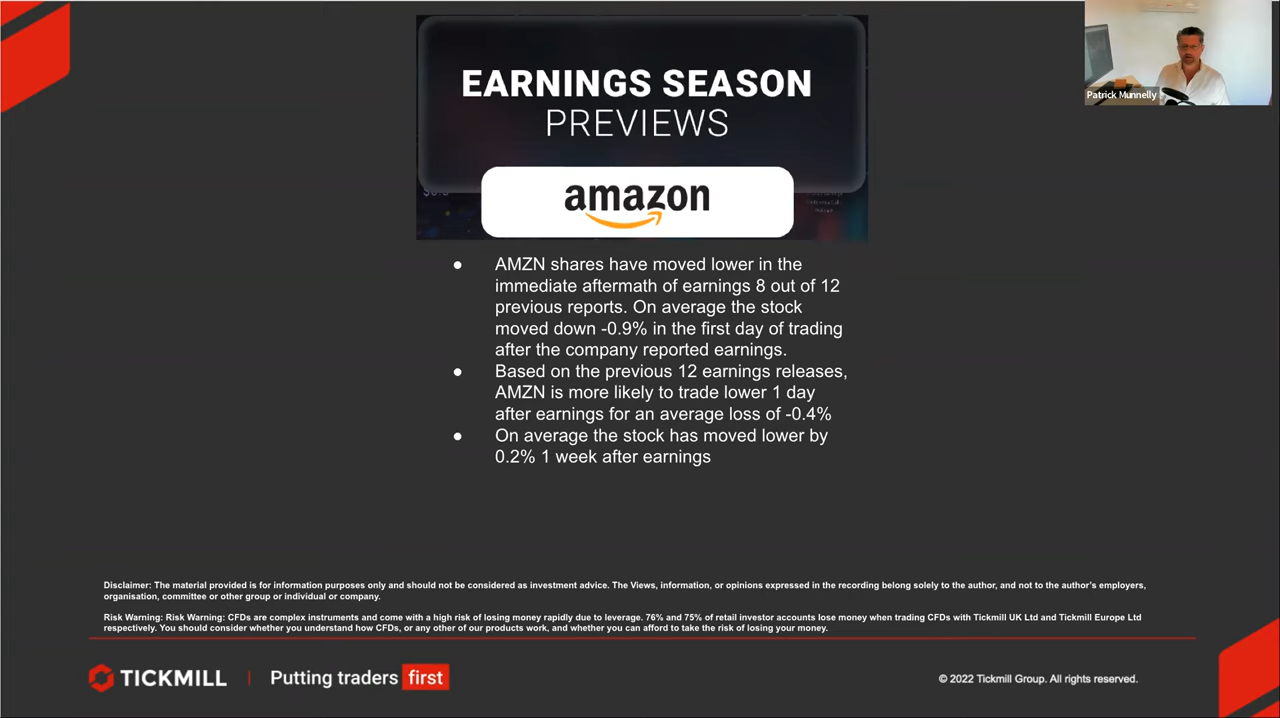 EARNINGS SEASON
PREVIEWS
amazon
Patrick Munnelly
● AMZN shares have moved lower in the
immediate aftermath of earnings 8 out of 12
previous reports. On average the stock
moved down -0.9% in the first day of trading
after the company reported earnings.
● Based on the previous 12 earnings releases,
AMZN is more likely to trade lower 1 day
after earnings for an average loss of -0.4%
● On average the stock has moved lower by
0.2% 1 week after earnings
Disclaimer: The material provided is for information purposes only and should not be considered as investment advice. The Views, information, or opinions expressed in the recording belong solely to the author, and not to the author's employers,
organisation, committee or other group or individual or company.
Risk Warning: Risk Warning: CFDs are complex instruments and come with a high risk of losing money rapidly due to leverage. 76% and 75% of retail investor accounts lose money when trading CFDs with Tickmill UK Ltd and Tickmill Europe Ltd
respectively. You should consider whether you understand how CFDs, or any other of our products work, and whether you can afford to take the risk of losing your money.
TICKMILL | Putting traders first
© 2022 Tickmill Group. All rights reserved.